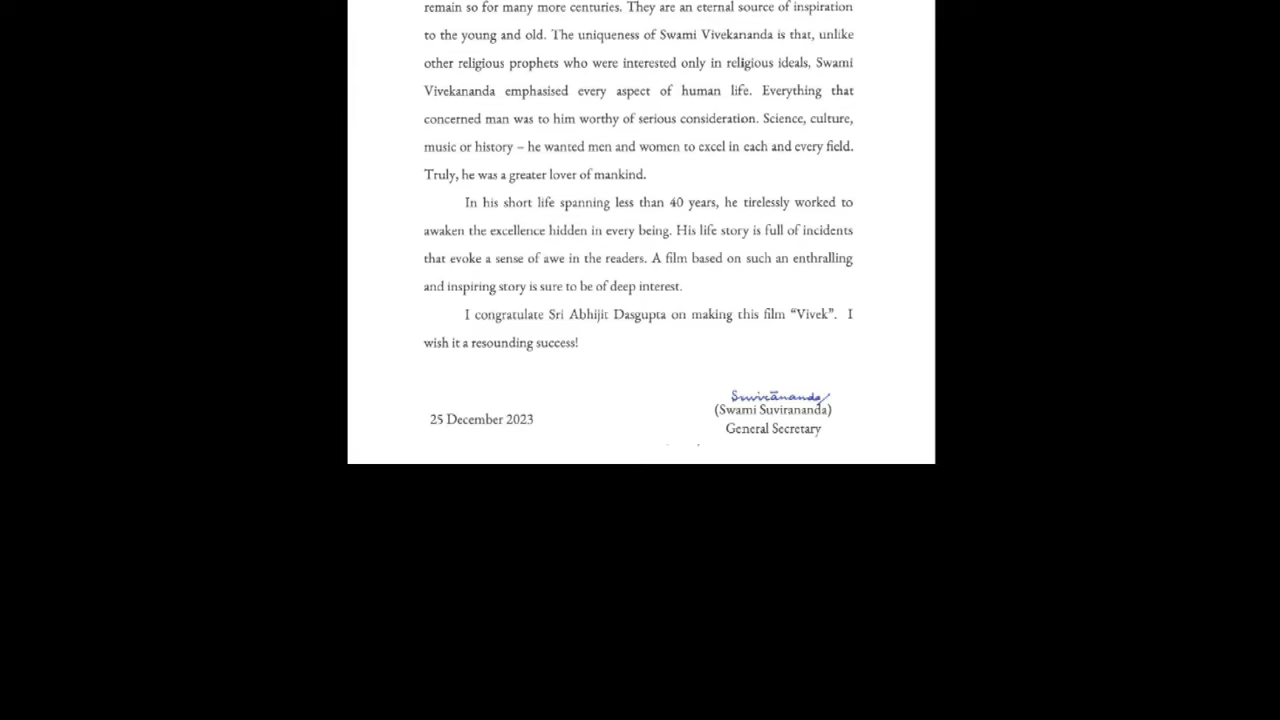 remain so for many more centuries. They are an eternal source of inspiration
to the young and old. The uniqueness of Swami Vivekananda is that, unlike
other religious prophets who were interested only in religious ideals, Swami
Vivekananda emphasised every aspect of human life. Everything that
concerned man was to him worthy of serious consideration. Science, culture,
music or history – he wanted men and women to excel in each and every field.
Truly, he was a greater lover of mankind.
In his short life spanning less than 40 years, he tirelessly worked to
awaken the excellence hidden in every being. His life story is full of incidents
that evoke a sense of awe in the readers. A film based on such an enthralling
and inspiring story is sure to be of deep interest.
I congratulate Sri Abhijit Dasgupta on making this film “Vivek”. I
wish it a resounding success!
Suvirānanda
(Swami Suvirananda)
25 December 2023
General Secretary